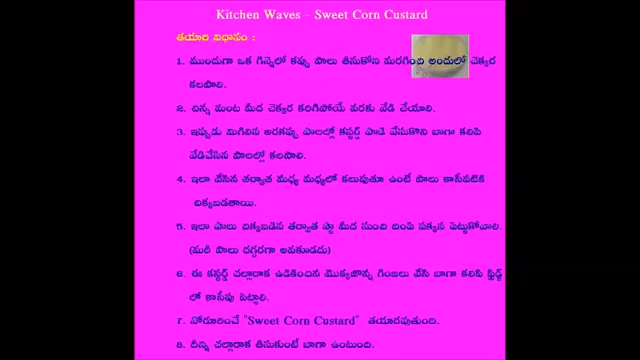 Kitchen Waves - Sweet Corn Custard
తయారి విధానం :
1. ముందుగా ఒక గిన్నెలో కప్పు పాలు తీసుకోని మరగించి అందులో చెక్కర
కలపాలి.
2. చిన్న మంట మీద చెక్కర కరిగిపోయే వరకు వేడి చేయాలి.
3. ఇప్పుడు మిగిలిన అరకప్పు పాలల్లో కస్టర్డ్ పొడి వేసుకొని బాగా కలిపి
వేడిచేసిన పాలల్లో కలపాలి.
4. ఇలా చేసిన తర్వాత మధ్య మధ్యలో కలుపుతూ ఉంటే పాలు కాసేపటికి
చిక్కబడతాయి.
5. ఇలా పాలు చిక్కబడిన తర్వాత స్టౌ మీద నుంచి దింపి పక్కన పెట్టుకోవాలి.
(మరీ పాలు దగ్గరగా అవకూడదు)
6. ఈ కస్టర్డ్ చల్లారాక ఉడికించిన మొక్కజొన్న గింజలు వేసి బాగా కలిపి ఫ్రిడ్జ్
లో కాసేపు పెట్టాలి.
7. నోరూరించే "Sweet Corn Custard" తయారవుతుంది.
8. దీన్ని చల్లారాక తీసుకుంటే బాగా ఉంటుంది.